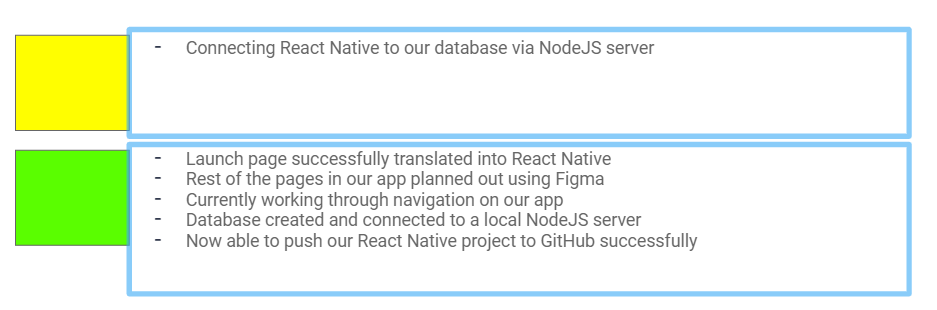 - Connecting React Native to our database via NodeJS server
- Launch page successfully translated into React Native
- Rest of the pages in our app planned out using Figma
- Currently working through navigation on our app
- Database created and connected to a local NodeJS server
- Now able to push our React Native project to GitHub successfully